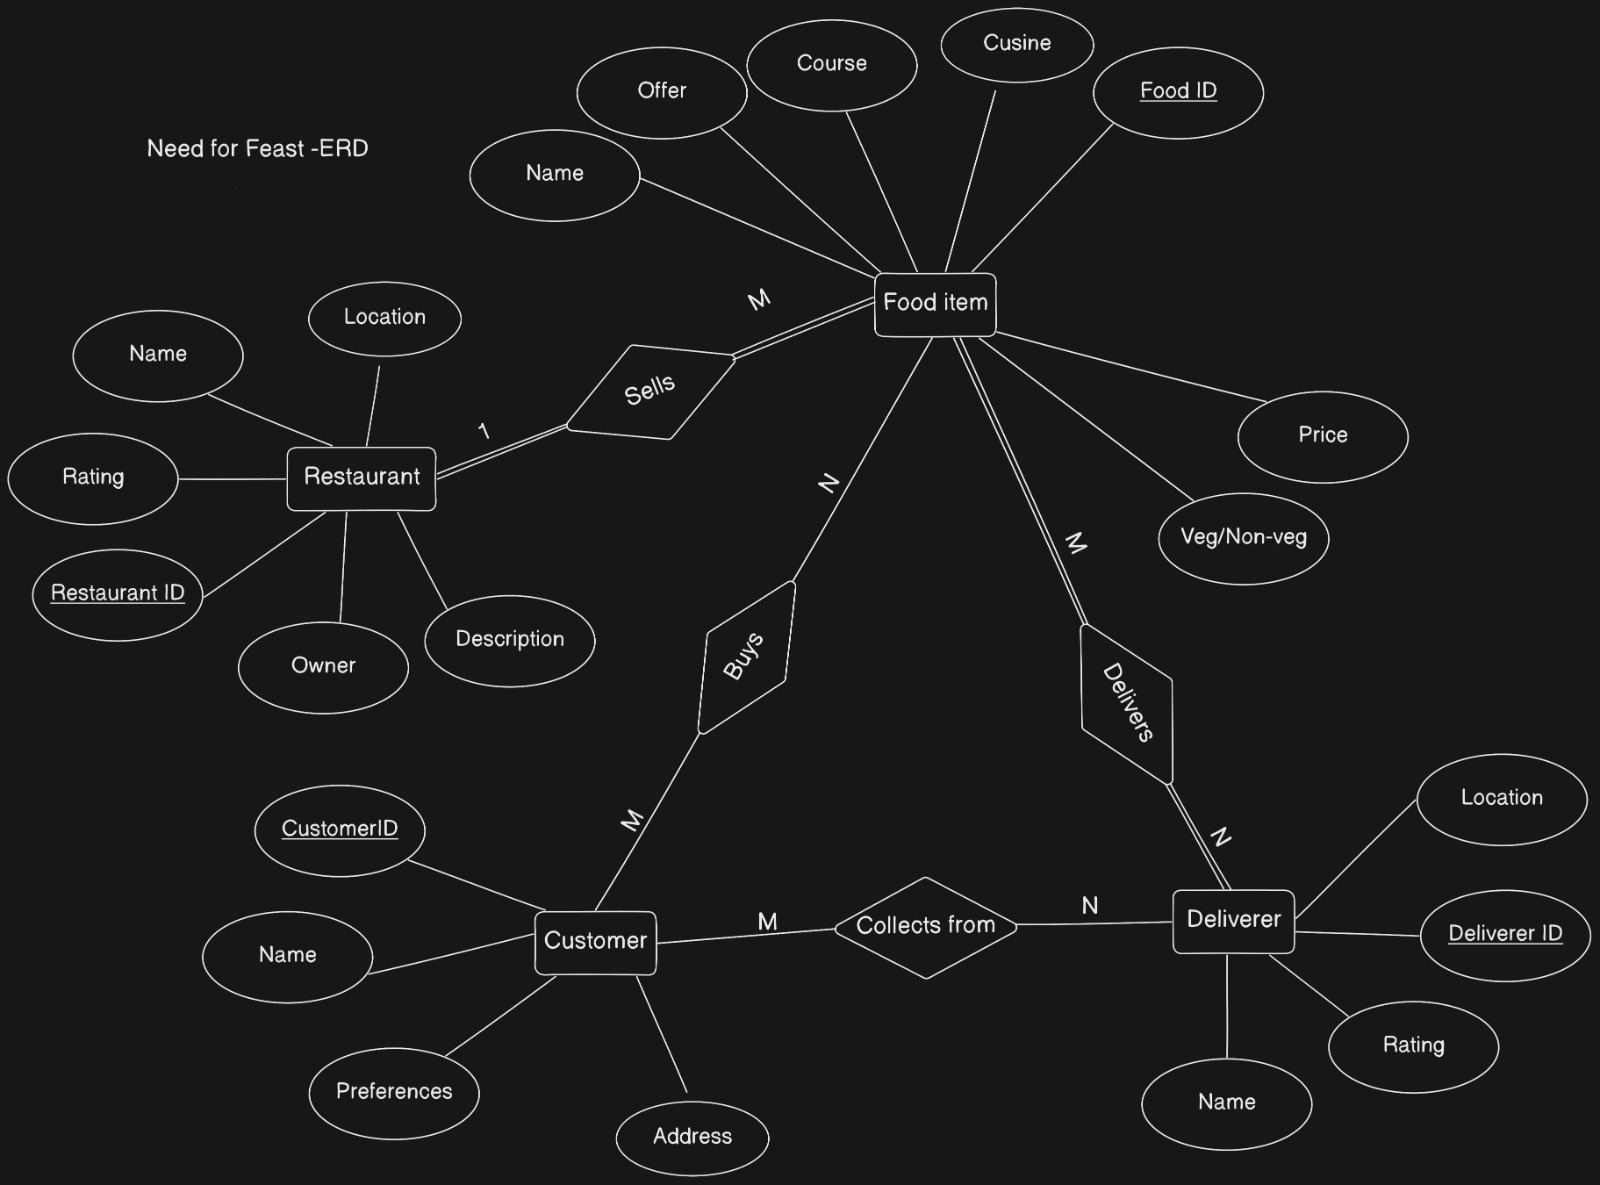 Cusine
Course
Offer
Food ID
Need for Feast -ERD
Name
M
Food item
Location
Name
Sells
1
Price
Rating
Restaurant
N
Veg/Non-veg
M
Restaurant ID
Description
Owner
Buys
Delivers
Location
CustomerID
M
N
M
N
Collects from
Deliverer
Deliverer ID
Customer
Name
Rating
Preferences
Name
Address